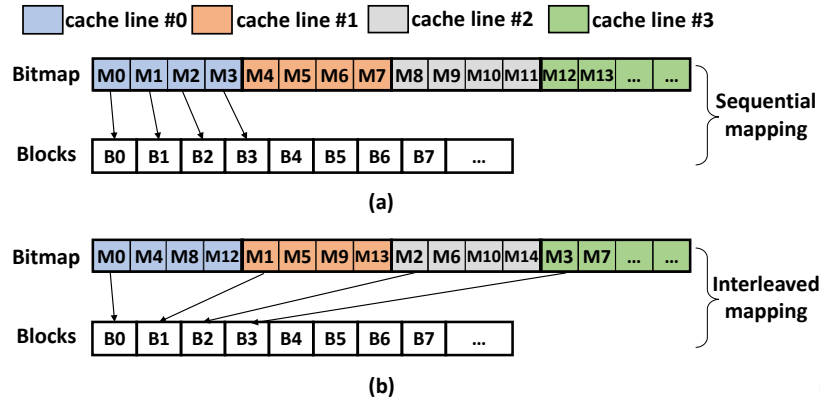 cache line #0 cache line #1 cache line #2 cache line #3
Bitmap M0 M1 M2 M3 M4 M5 M6 M7 M8 M9 M10 M11 M12 M13 ... ...
Sequential
mapping
Blocks B0 B1 B2 B3 B4 B5 B6 B7 ...
(a)
Bitmap M0 M4 M8 M12 M1 M5 M9 M13 M2 M6 M10 M14 M3 M7 ... ...
Interleaved
mapping
Blocks B0 B1 B2 B3 B4 B5 B6 B7 ...
(b)